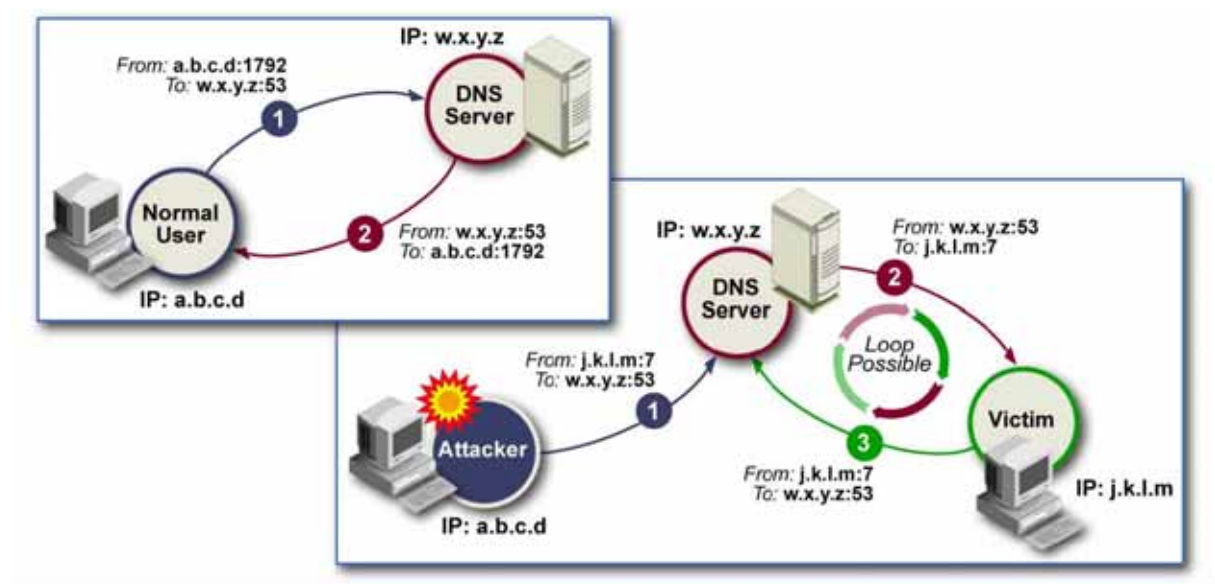 IP: w.x.y.z
From: a.b.c.d:1792
To: w.x.y.z:53
DNS
Server
1
Normal
User
2
From: w.x.y.z:53
To: a.b.c.d:1792
IP: a.b.c.d
IP: w.x.y.z
From: w.x.y.z:53
To: j.k.l.m:7
2
DNS
Server
Loop
Possible
From: j.k.l.m:7
To: w.x.y.z:53
1
Attacker
IP: a.b.c.d
Victim
3
From: j.k.l.m:7
To: w.x.y.z:53
IP: j.k.l.m